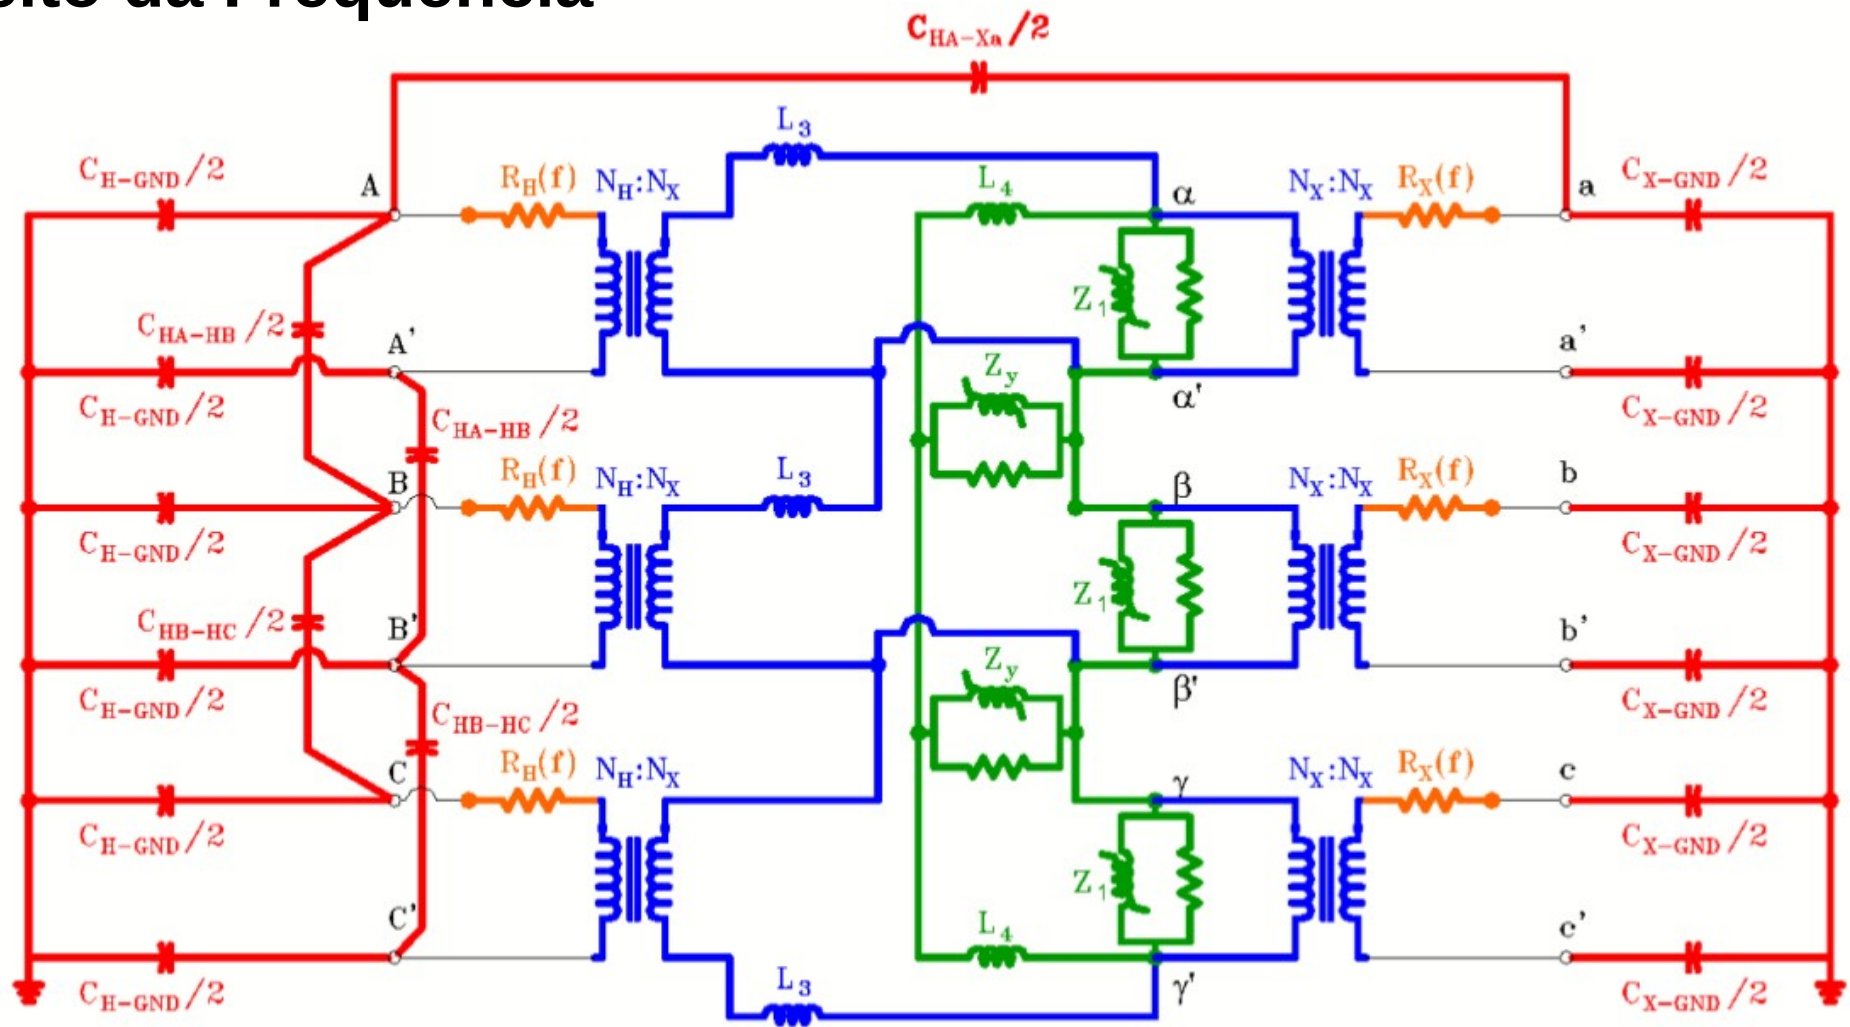 C_HA-Xa/2
L_3
C_H-GND/2
A
R_H(f)
N_H:N_X
L_4
α
N_X:N_X
R_X(f)
a
C_X-GND/2
Z_1
C_HA-HB/2
A'
a'
Z_y
α'
C_H-GND/2
C_HA-HB/2
C_X-GND/2
B
R_H(f)
N_H:N_X
L_3
β
N_X:N_X
R_X(f)
b
C_H-GND/2
C_X-GND/2
Z_1
C_HB-HC/2
B'
b'
Z_y
β'
C_H-GND/2
C_HB-HC/2
C_X-GND/2
C
R_H(f)
N_H:N_X
γ
N_X:N_X
R_X(f)
c
C_H-GND/2
C_X-GND/2
Z_1
C'
L_4
c'
C_H-GND/2
L_3
γ'
C_X-GND/2